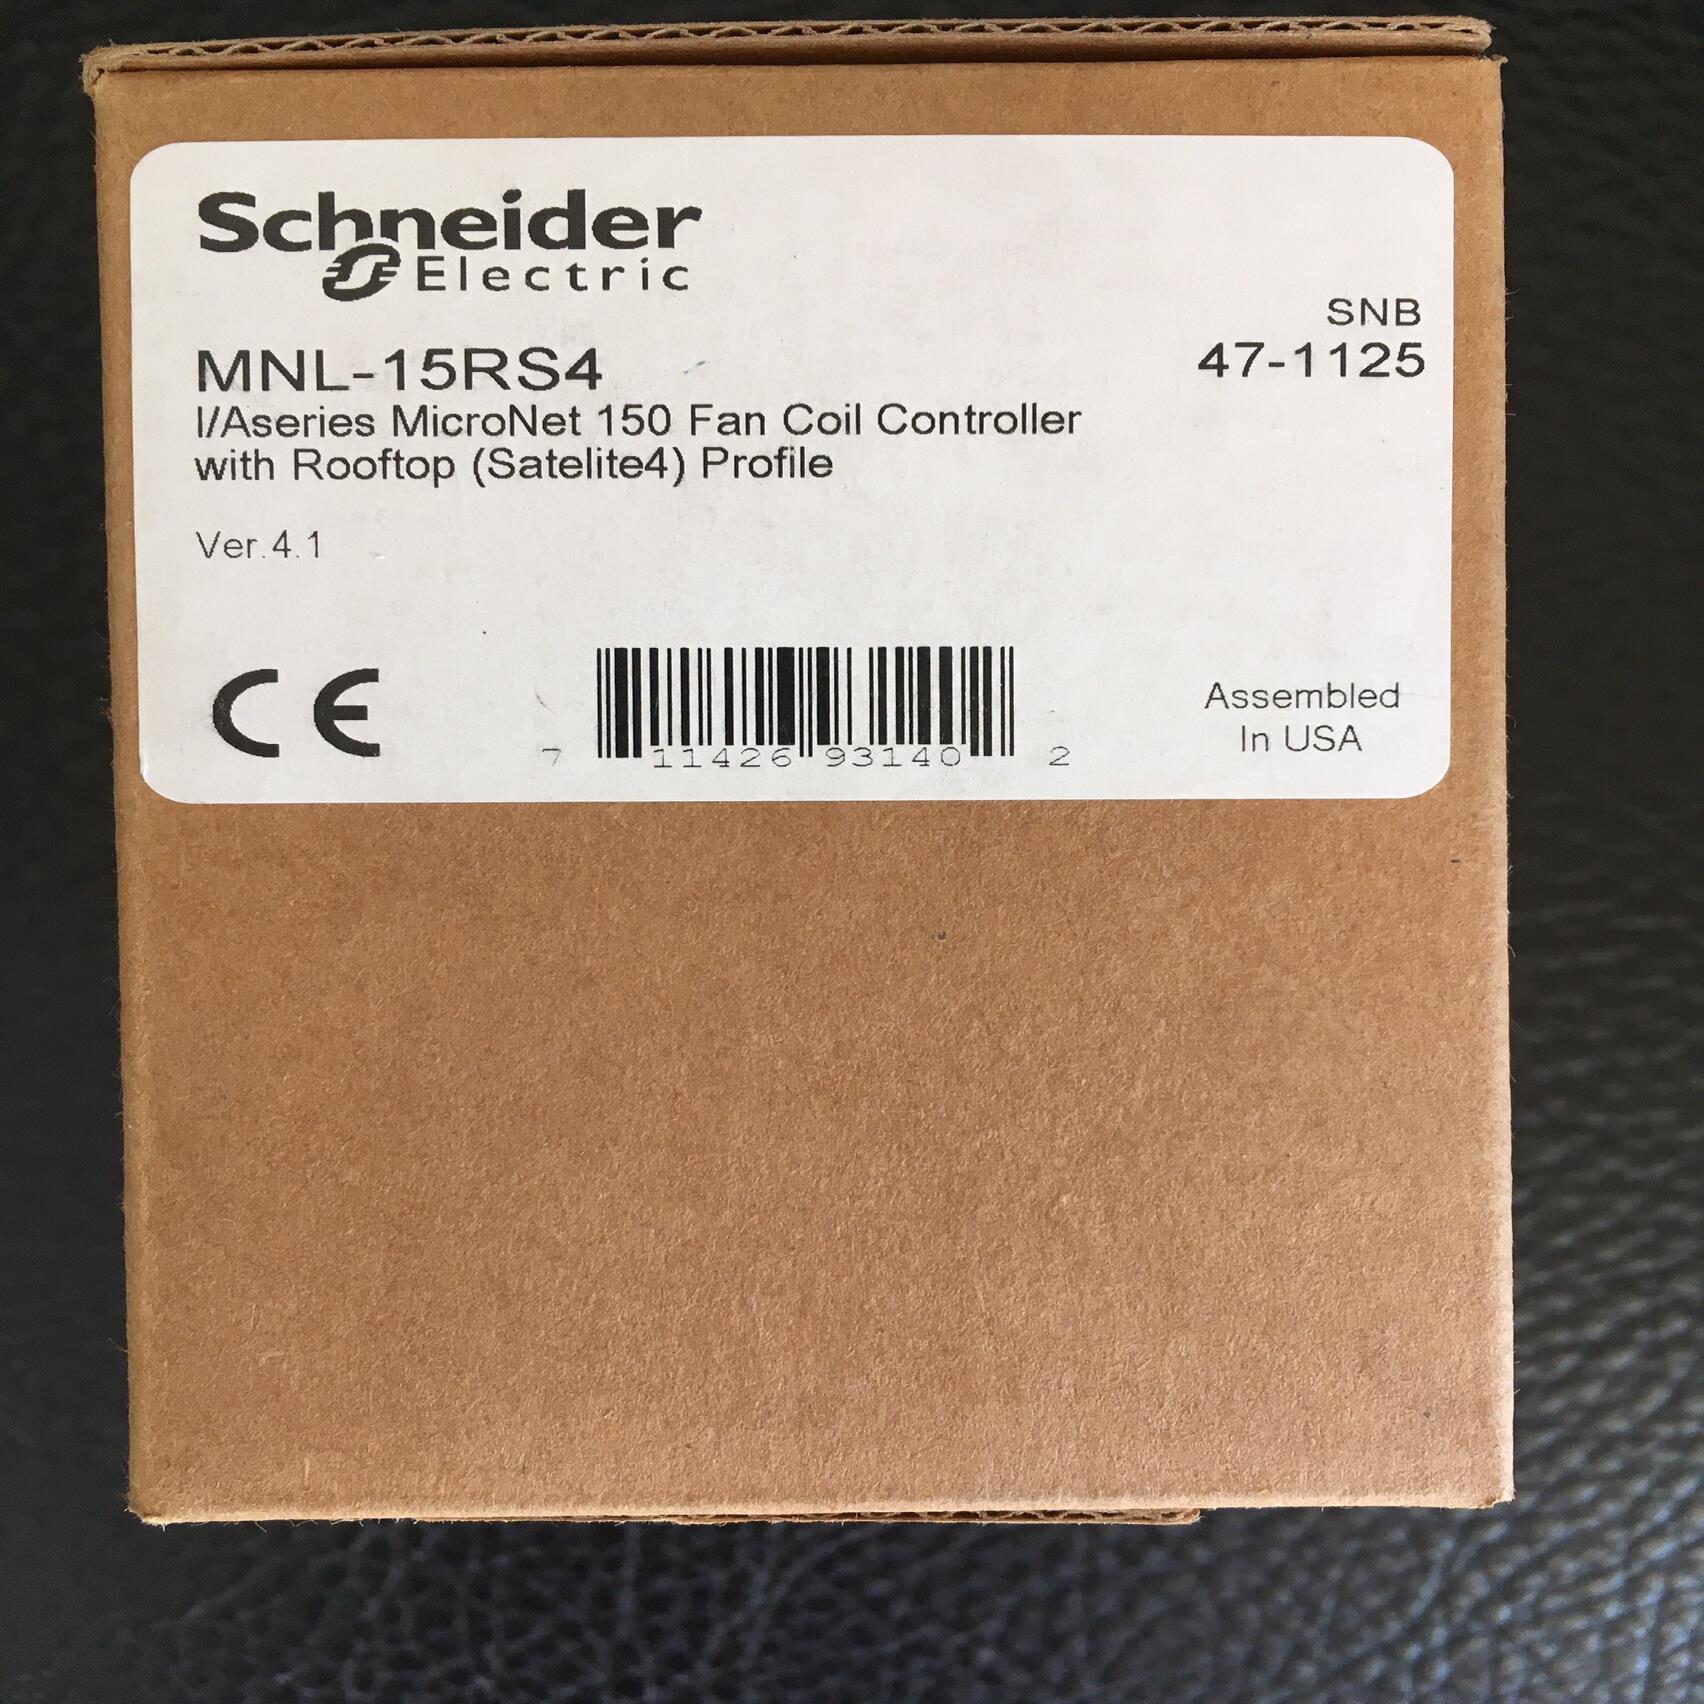 Schneider
Electric
SNB
MNL-15RS4
47-1125
I/Aseries MicroNet 150 Fan Coil Controller
with Rooftop (Satelite4) Profile
Ver.4.1
CE
7 11426 93140 2
Assembled
In USA